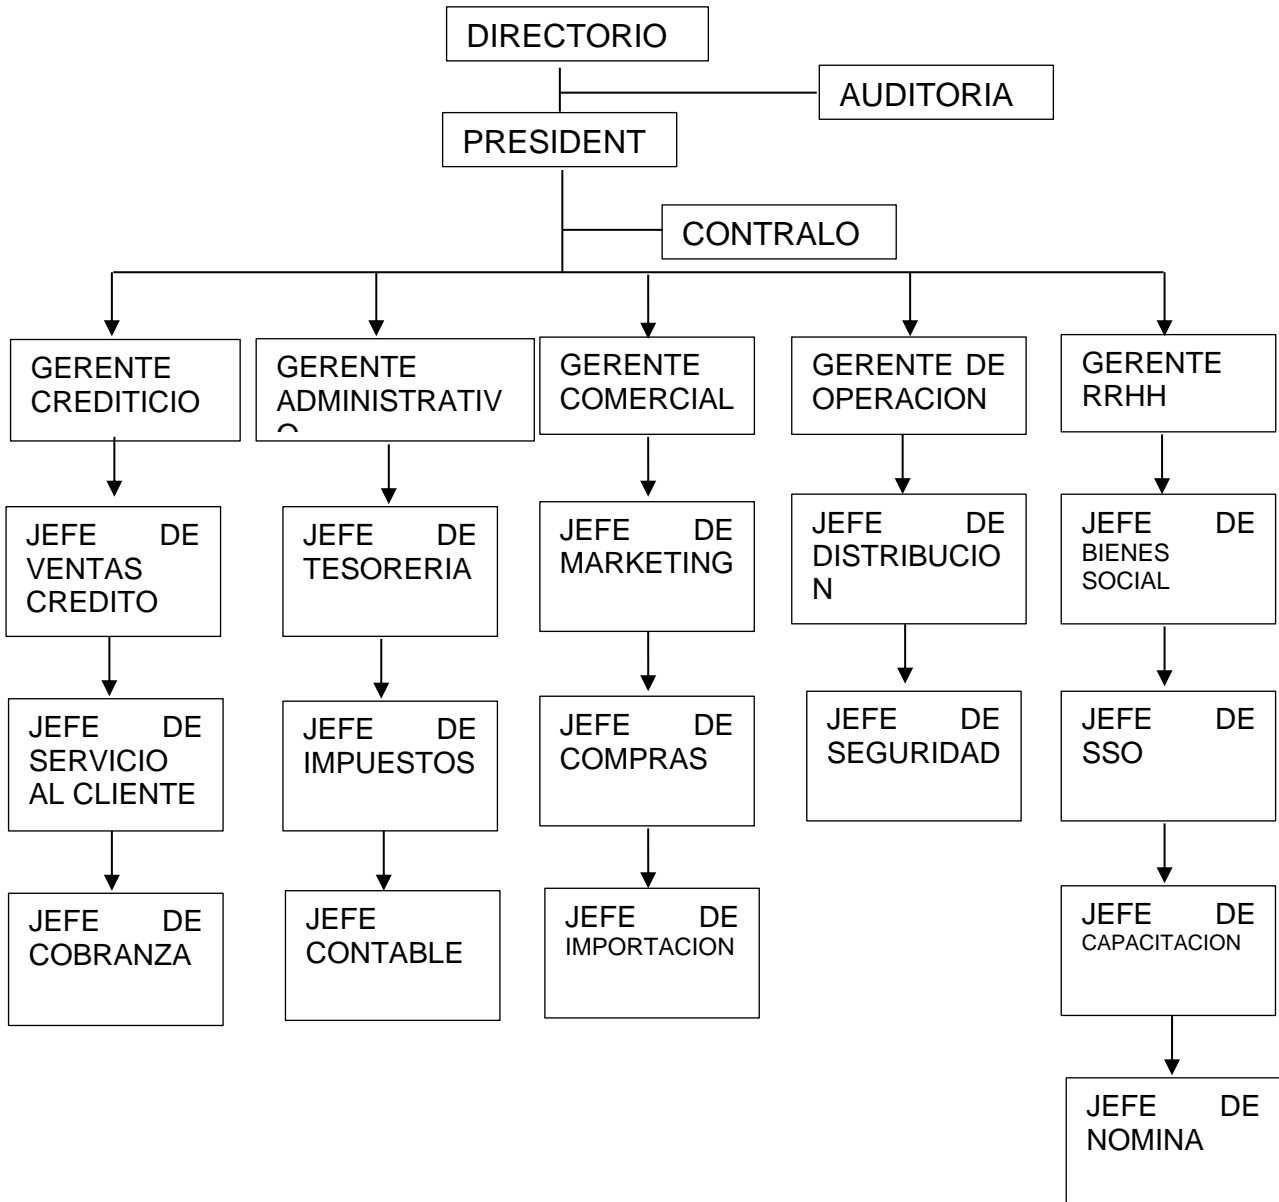 DIRECTORIO
AUDITORIA
PRESIDENT
CONTRALO
GERENTE
CREDITICIO
GERENTE
ADMINISTRATIV
GERENTE
COMERCIAL
GERENTE DE
OPERACION
GERENTE
RRHH
JEFE DE
VENTAS
CREDITO
JEFE DE
TESORERIA
JEFE DE
MARKETING
JEFE DE
DISTRIBUCIO
N
JEFE DE
BIENES
SOCIAL
JEFE DE
SERVICIO
AL CLIENTE
JEFE DE
IMPUESTOS
JEFE DE
COMPRAS
JEFE DE
SEGURIDAD
JEFE DE
SSO
JEFE DE
COBRANZA
JEFE
CONTABLE
JEFE DE
IMPORTACION
JEFE DE
CAPACITACION
JEFE DE
NOMINA